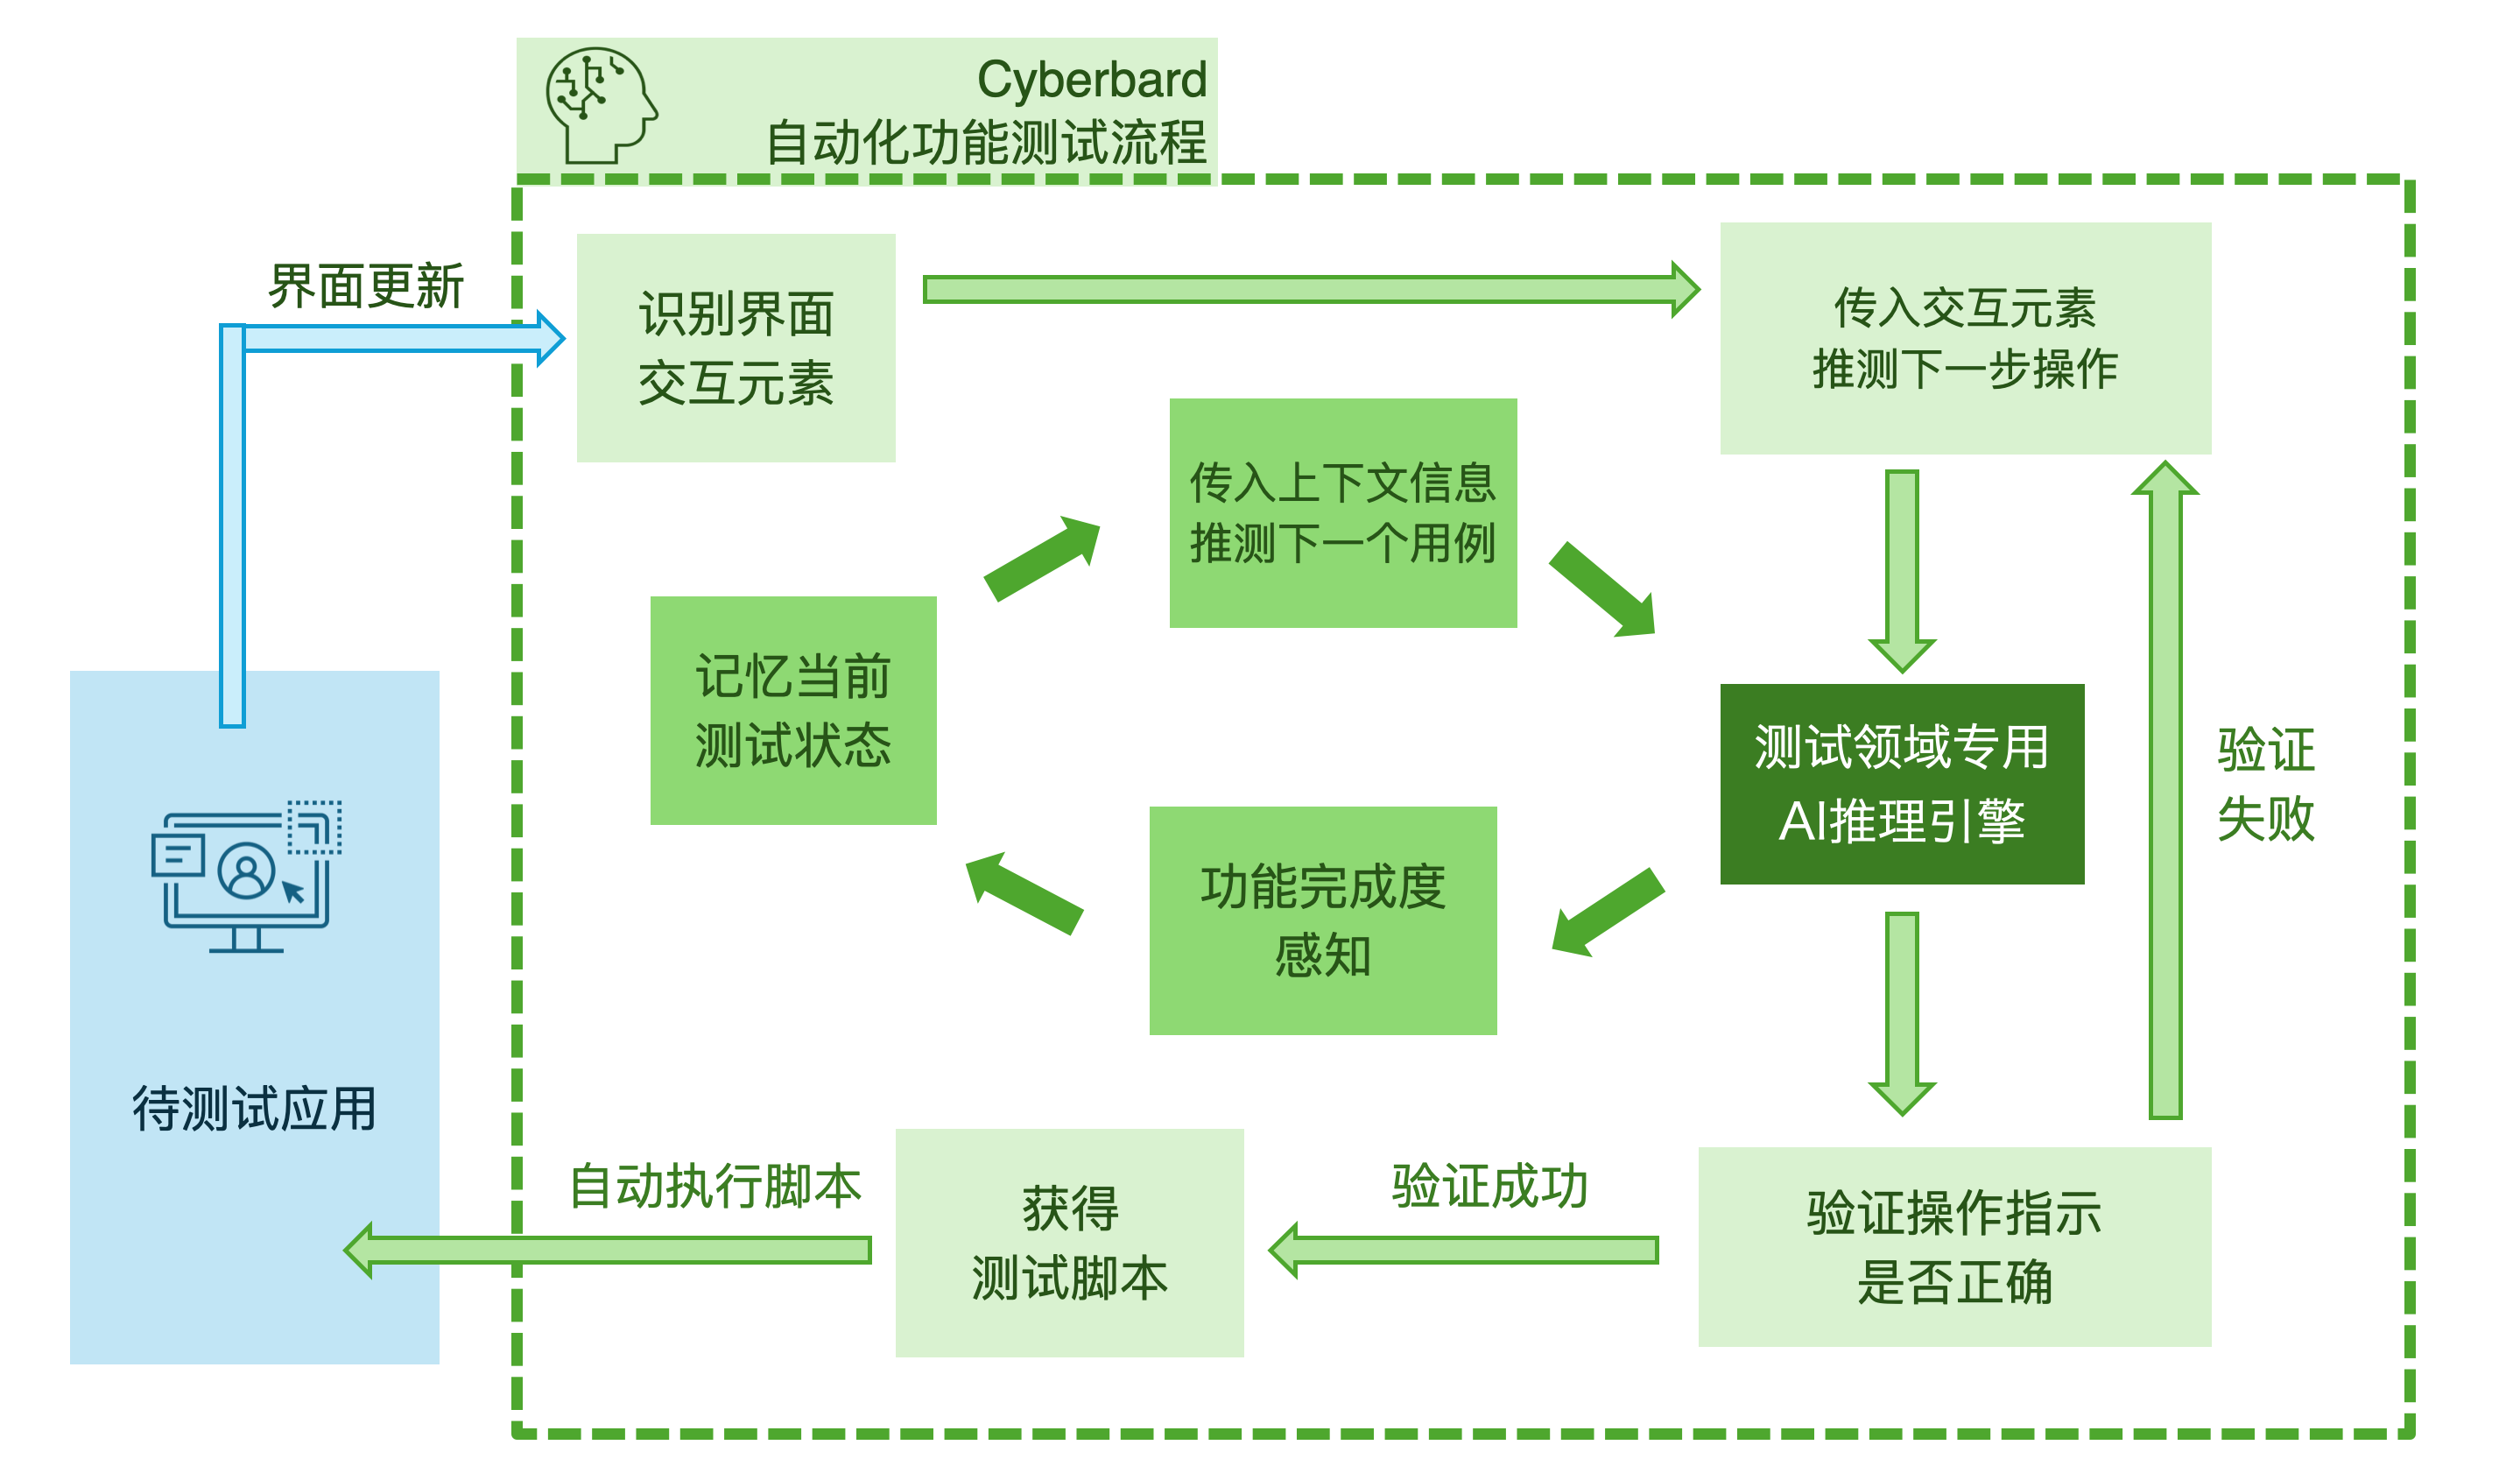 Cyberbard
自动化功能测试流程
界面更新
识别界面
交互元素
传入交互元素
推测下一步操作
传入上下文信息
推测下一个用例
记忆当前
测试状态
测试领域专用
AI推理引擎
验证
失败
功能完成度
感知
待测试应用
自动执行脚本
获得
测试脚本
验证成功
验证操作指示
是否正确